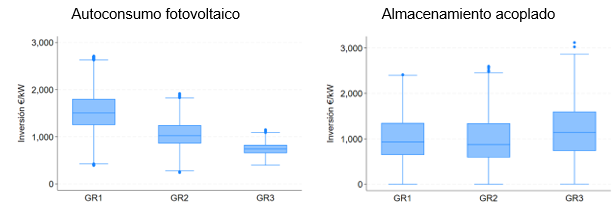 Autoconsumo fotovoltaico
Inversión €/kW
3,000
2,000
1,000
0
GR1 GR2 GR3
Almacenamiento acoplado
Inversión €/kW
3,000
2,000
1,000
0
GR1 GR2 GR3